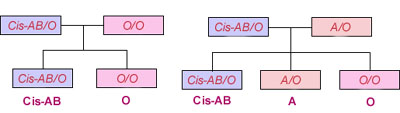 Cis-AB/O O/O
Cis-AB/O O/O
Cis-AB O
Cis-AB/O A/O
Cis-AB/O A/O O/O
Cis-AB A O